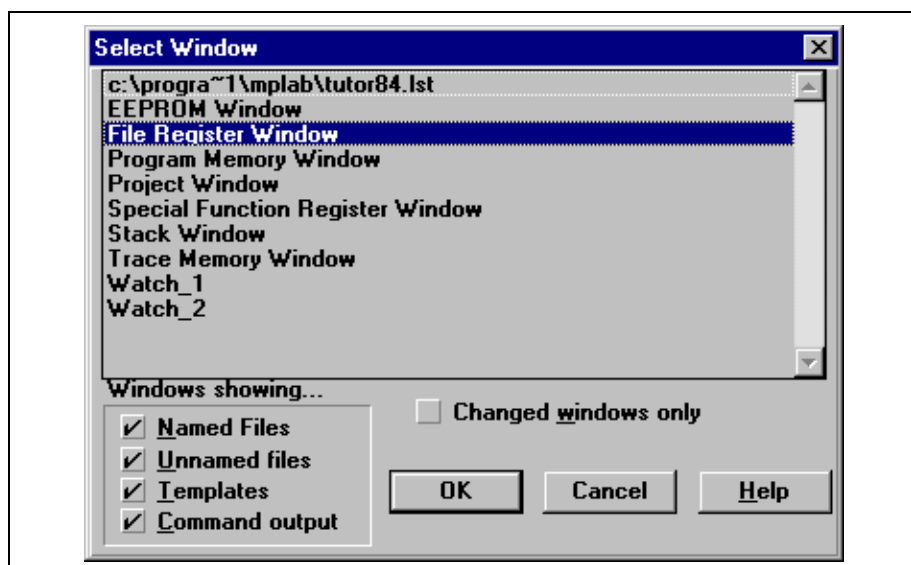 Select Window
c:\progra~1\mplab\tutor84.lst
EEPROM Window
File Register Window
Program Memory Window
Project Window
Special Function Register Window
Stack Window
Trace Memory Window
Watch_1
Watch_2
Windows showing...
Named Files
Unnamed files
Templates
Command output
Changed windows only
OK
Cancel
Help